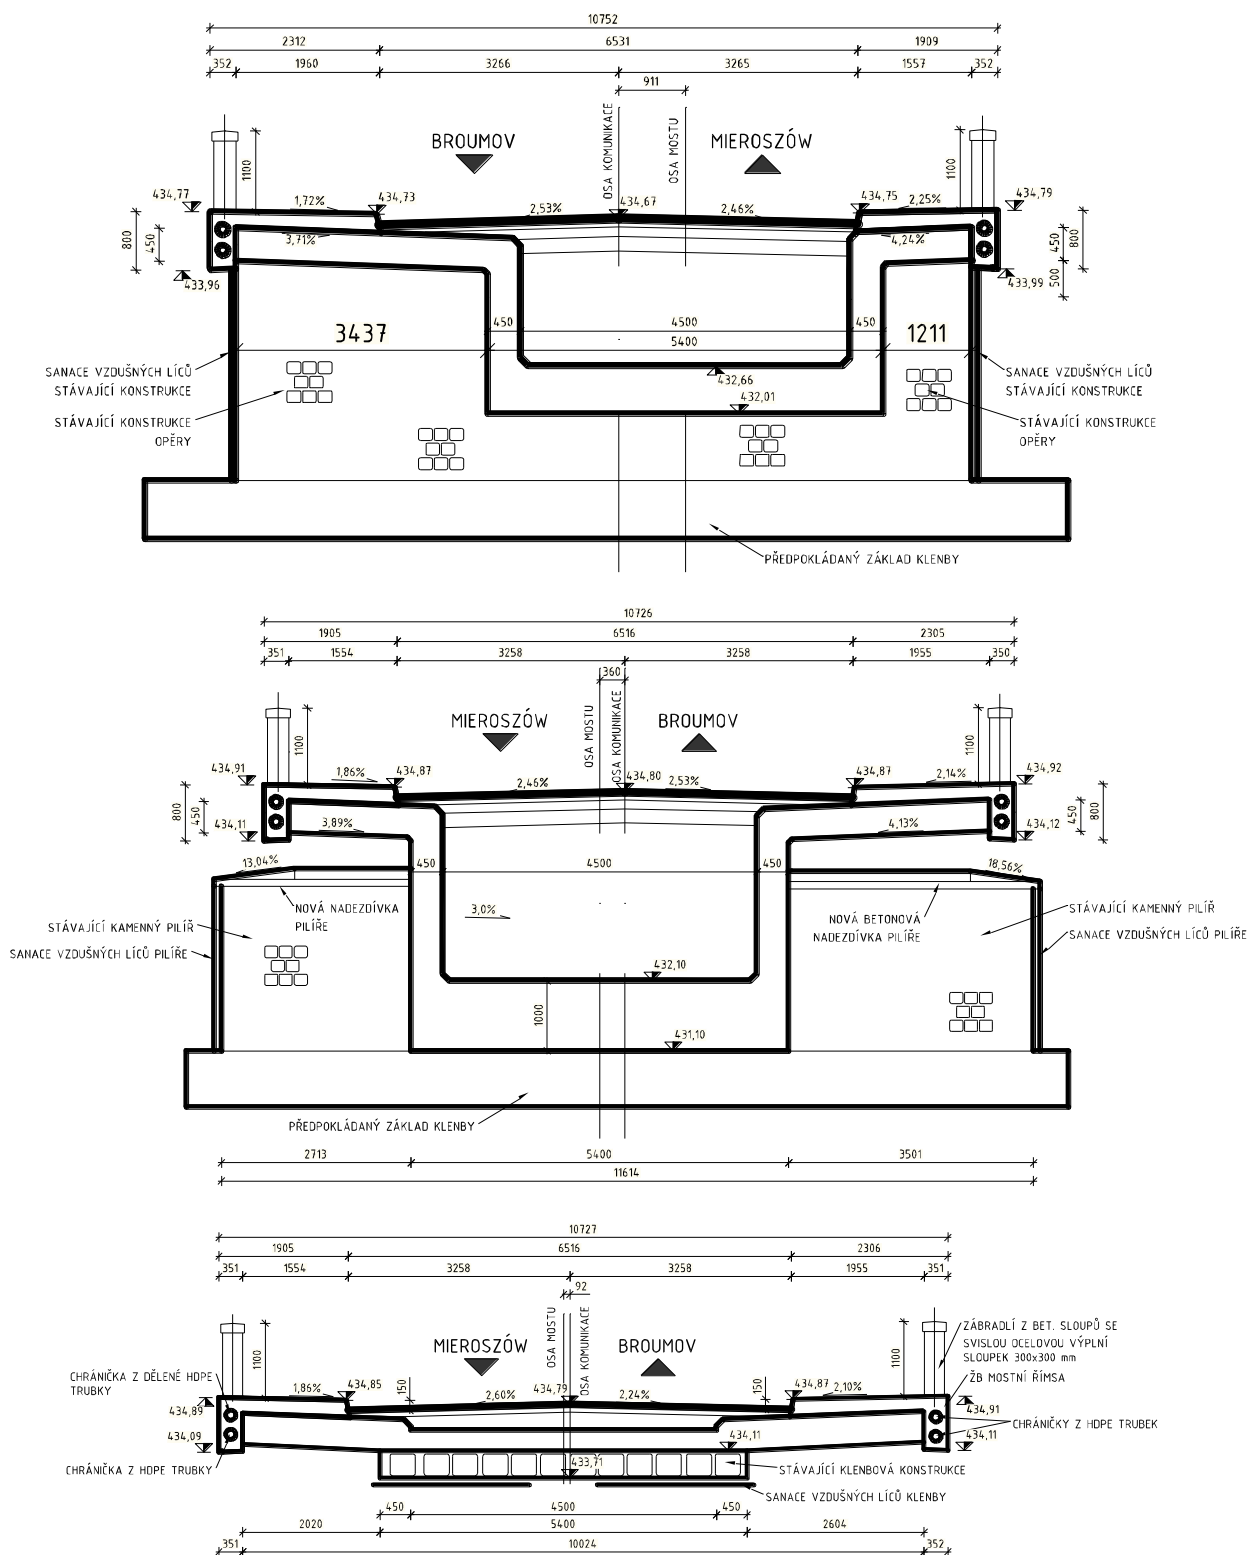 10752
2312 6531 1909
352 1960 3266 3265 1557 352
911
OSA KOMUNIKACE
OSA MOSTU
BROUMOV MIEROSZÓW
1100 1100
434,77 434,73 434,67 434,75 434,79
1,72% 2,53% 2,46% 2,25%
800 450 3,71% 4,24% 450 800
433,96 433,99
500
450 4500 450
3437 5400 1211
SANACE VZDUŠNÝCH LÍCŮ
STÁVAJÍCÍ KONSTRUKCE
SANACE VZDUŠNÝCH LÍCŮ
STÁVAJÍCÍ KONSTRUKCE
432,66
432,01
STÁVAJÍCÍ KONSTRUKCE
OPĚRY
STÁVAJÍCÍ KONSTRUKCE
OPĚRY
PŘEDPOKLÁDANÝ ZÁKLAD KLENBY
10726
1905 6516 2305
351 1554 3258 3258 1955 350
360
OSA MOSTU
OSA KOMUNIKACE
MIEROSZÓW BROUMOV
1100 1100
434,91 434,87 434,80 434,87 434,92
1,86% 2,46% 2,53% 2,14%
800 450 450 800
434,11 3,89% 4,13% 434,12
13,04% 450 4500 450 18,56%
3,0%
NOVÁ NADEZDÍVKA
PILÍŘE
NOVÁ BETONOVÁ
NADEZDÍVKA PILÍŘE
STÁVAJÍCÍ KAMENNÝ PILÍŘ
SANACE VZDUŠNÝCH LÍCŮ PILÍŘE
STÁVAJÍCÍ KAMENNÝ PILÍŘ
SANACE VZDUŠNÝCH LÍCŮ PILÍŘE
432,10
1000
431,10
PŘEDPOKLÁDANÝ ZÁKLAD KLENBY
2713 5400 3501
11614
10727
1905 6516 2306
351 1554 3258 3258 1955 351
92
OSA MOSTU
OSA KOMUNIKACE
MIEROSZÓW BROUMOV
1100 1100
ZÁBRADLÍ Z BET. SLOUPŮ SE
SVISLOU OCELOVOU VÝPLNÍ
SLOUPEK 300x300 mm
ŽB MOSTNÍ ŘÍMSA
CHRÁNIČKA Z DĚLENÉ HDPE
TRUBKY
1,86% 434,85 150 2,60% 434,79 2,24% 150 434,87 2,10%
434,89 434,91
CHRÁNIČKY Z HDPE TRUBEK
434,09 434,11 434,11
433,71
CHRÁNIČKA Z HDPE TRUBKY
STÁVAJÍCÍ KLENBOVÁ KONSTRUKCE
SANACE VZDUŠNÝCH LÍCŮ KLENBY
450 4500 450
2020 5400 2604
351 10024 352